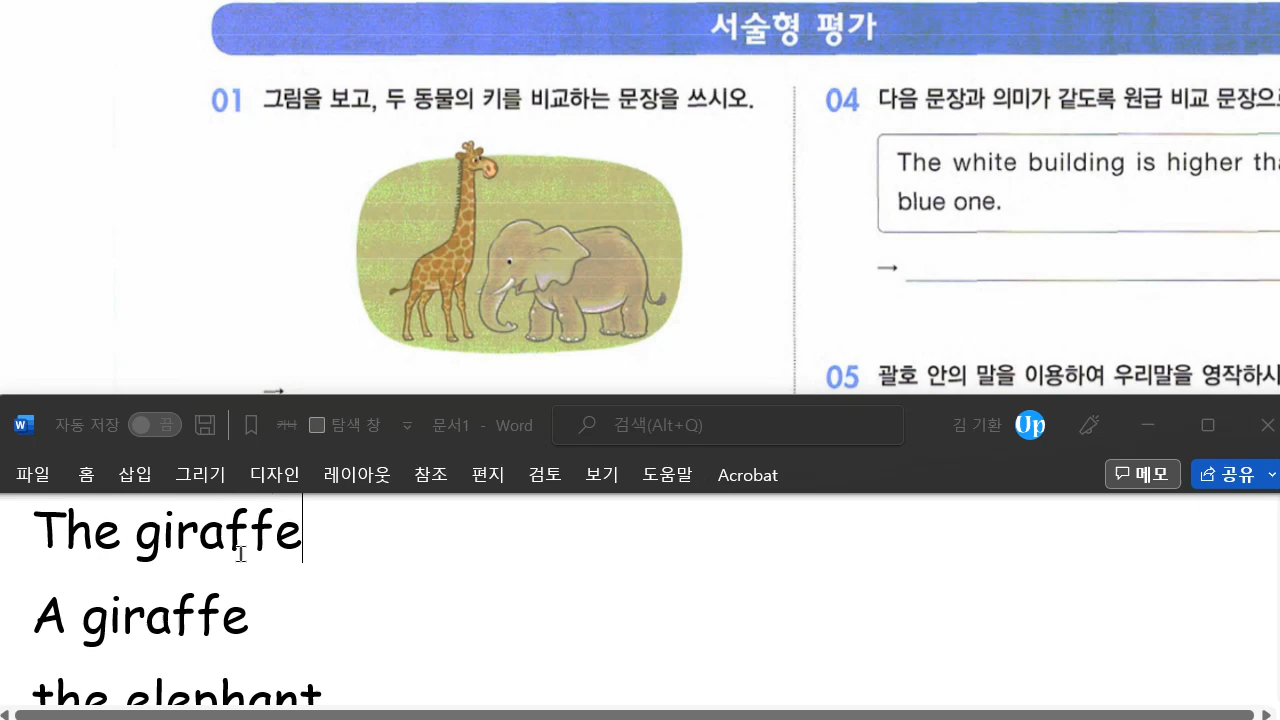 서술형 평가
01 그림을 보고, 두 동물의 키를 비교하는 문장을 쓰시오.
→
04 다음 문장과 의미가 같도록 원급 비교 문장으로
The white building is higher tha
blue one.
→
05 괄호 안의 말을 이용하여 우리말을 영작하시
자동 저장 끔 가나 탐색 창 문서1 - Word 검색(Alt+Q) 김 기환 Up
파일 홈 삽입 그리기 디자인 레이아웃 참조 편지 검토 보기 도움말 Acrobat 메모 공유
The giraffe
A giraffe
the elephant